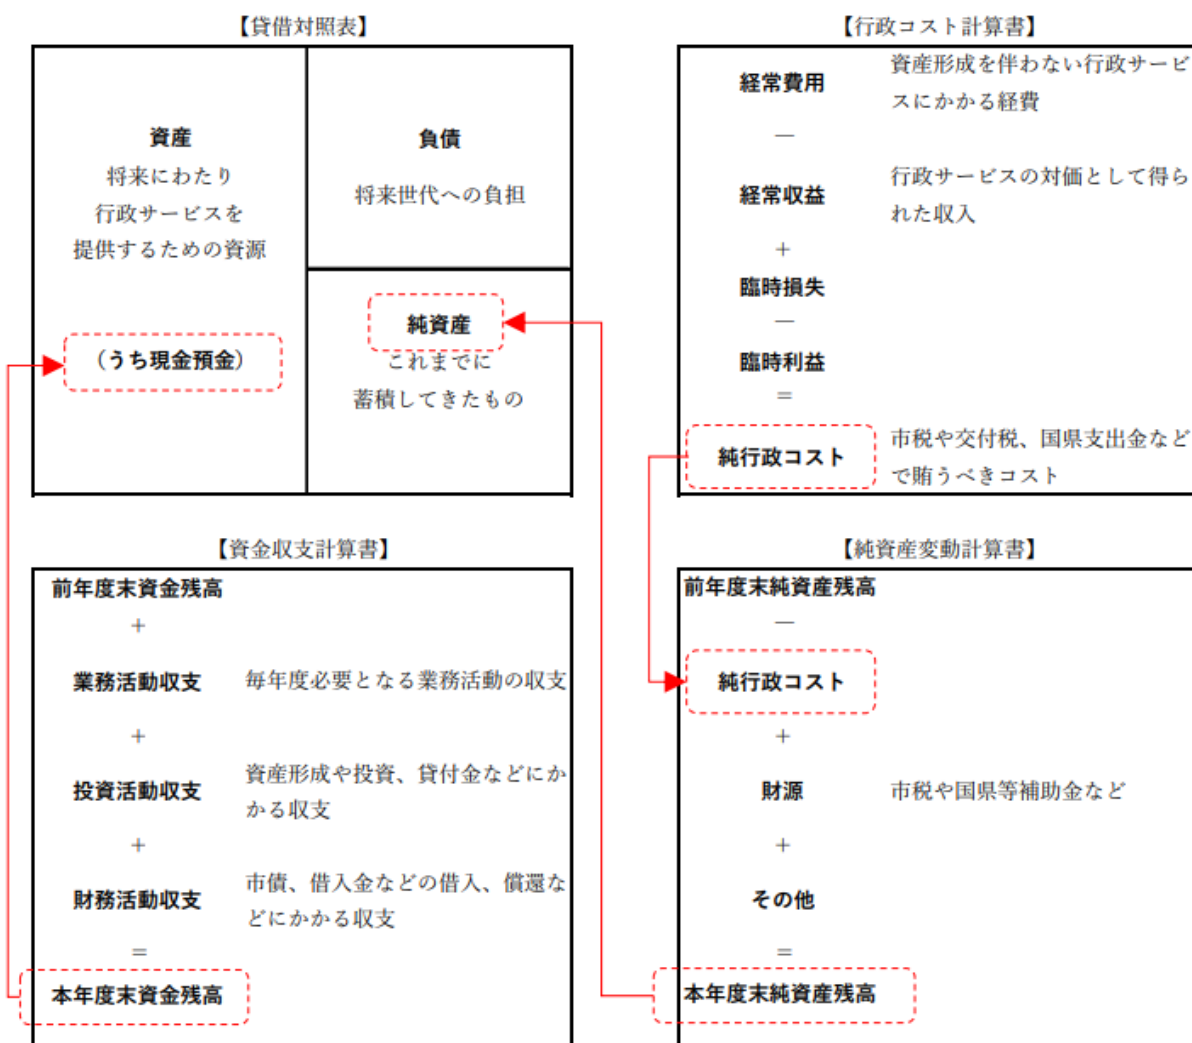 【貸借対照表】
資産
将来にわたり
行政サービスを
提供するための資源
（うち現金預金）
負債
将来世代への負担
純資産
これまでに
蓄積してきたもの
【行政コスト計算書】
経常費用
資産形成を伴わない行政サービ
スにかかる経費
―
経常収益
行政サービスの対価として得ら
れた収入
＋
臨時損失
―
臨時利益
＝
純行政コスト
市税や交付税、国県支出金など
で賄うべきコスト
【資金収支計算書】
前年度末資金残高
＋
業務活動収支
毎年度必要となる業務活動の収支
＋
投資活動収支
資産形成や投資、貸付金などにか
かる収支
＋
財務活動収支
市債、借入金などの借入、償還な
どにかかる収支
＝
本年度末資金残高
【純資産変動計算書】
前年度末純資産残高
―
純行政コスト
＋
財源
市税や国県等補助金など
＋
その他
＝
本年度末純資産残高